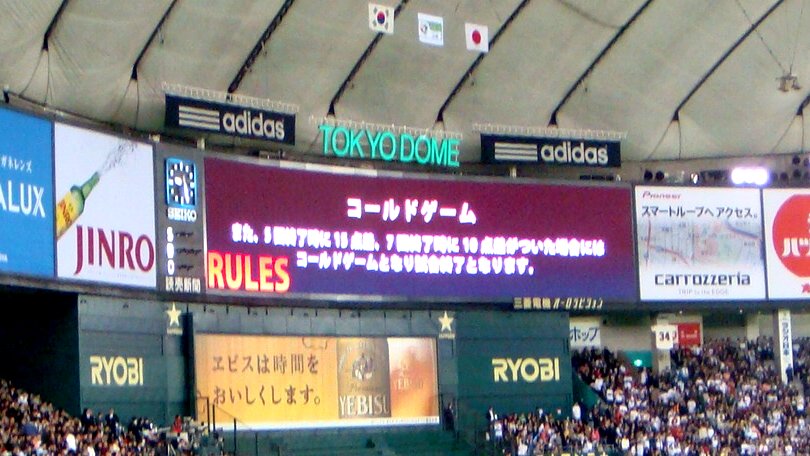 adidas
TOKYO DOME
adidas
ALUX
JINRO
SEIKO
S
B
O
読売新聞
コールドゲーム
また、5回終了時に15点差、7回終了時に10点差がついた場合には
コールドゲームとなり試合終了となります。
RULES
三菱電機 オーロラビジョン
Pioneer
スマートループへアクセス。
carrozzeria
RYOBI
ヱビスは時間を
おいしくします。
YEBISU
YEBISU
RYOBI
ホップ
34